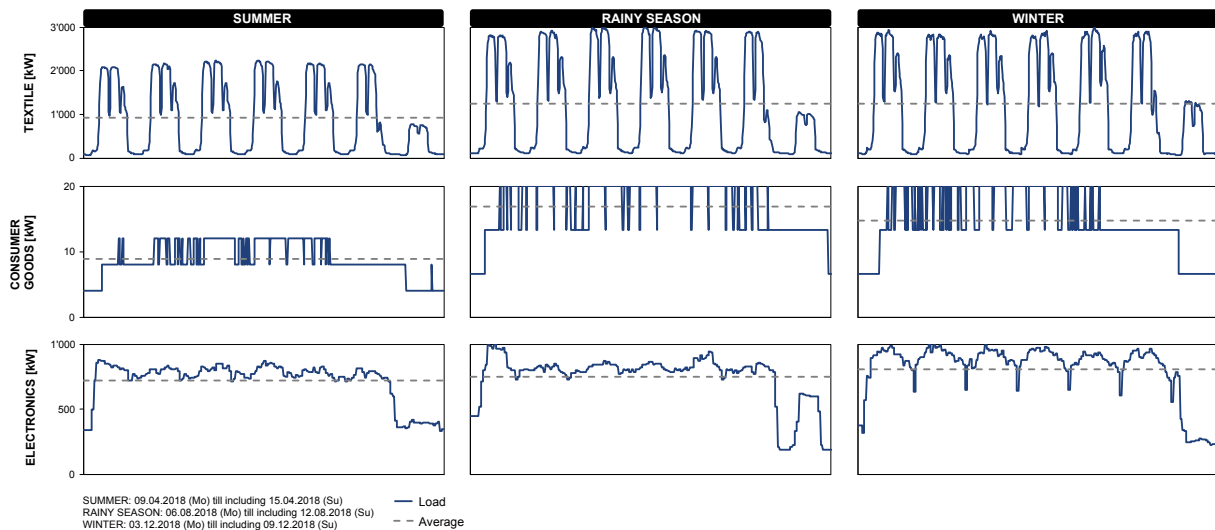 SUMMER
RAINY SEASON
WINTER
TEXTILE [kW]
3'000
2'000
1'000
0
CONSUMER
GOODS [kW]
20
10
0
ELECTRONICS [kW]
1'000
500
0
SUMMER: 09.04.2018 (Mo) till including 15.04.2018 (Su)
RAINY SEASON: 06.08.2018 (Mo) till including 12.08.2018 (Su)
WINTER: 03.12.2018 (Mo) till including 09.12.2018 (Su)
Load
Average